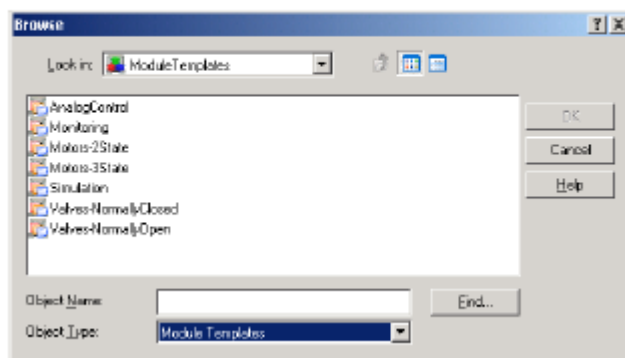 Browse
Look in: ModuleTemplates
AnalogControl
Monitoring
Motors-2State
Motors-3State
Simulation
Valves-NormallyClosed
Valves-NormallyOpen
OK
Cancel
Help
Object Name:
Find...
Object Type: Module Templates